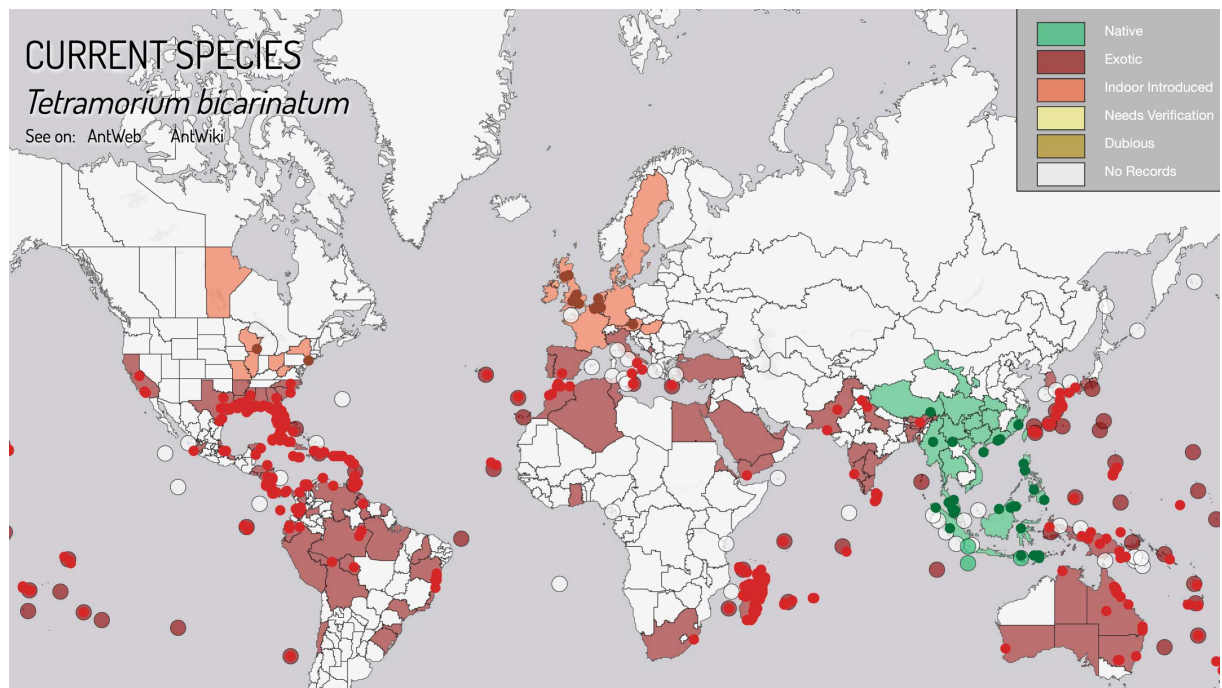 CURRENT SPECIES
Tetramorium bicarinatum
See on: AntWeb AntWiki
Native
Exotic
Indoor Introduced
Needs Verification
Dubious
No Records